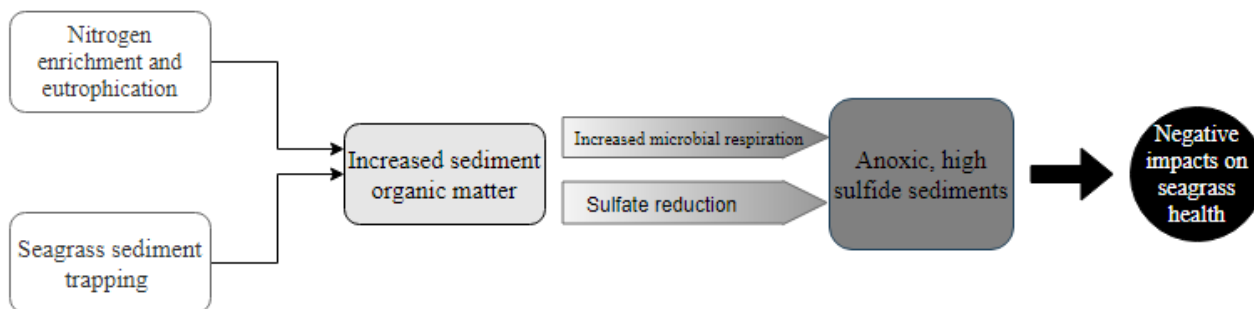 Nitrogen
enrichment and
eutrophication
Seagrass sediment
trapping
Increased sediment
organic matter
Increased microbial respiration
Sulfate reduction
Anoxic, high
sulfide sediments
Negative
impacts on
seagrass
health